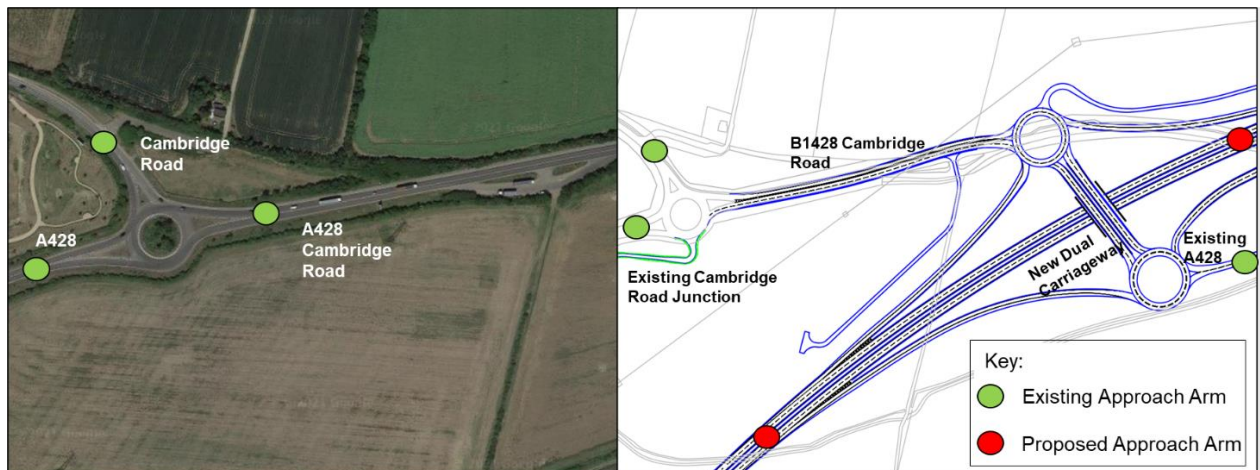 Cambridge
Road
A428
A428
Cambridge
Road
B1428 Cambridge
Road
Existing Cambridge
Road Junction
New Dual
Carriageway
Existing
A428
Key:
Existing Approach Arm
Proposed Approach Arm